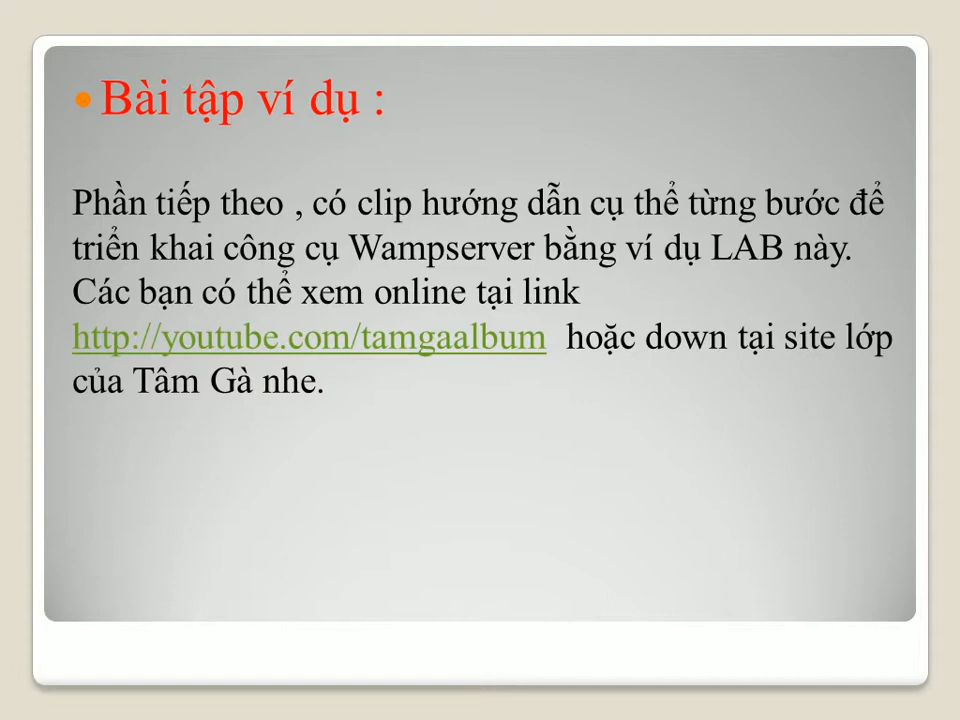 Bài tập ví dụ :
Phần tiếp theo , có clip hướng dẫn cụ thể từng bước để
triển khai công cụ Wampserver bằng ví dụ LAB này.
Các bạn có thể xem online tại link
http://youtube.com/tamgaalbum hoặc down tại site lớp
của Tâm Gà nhe.